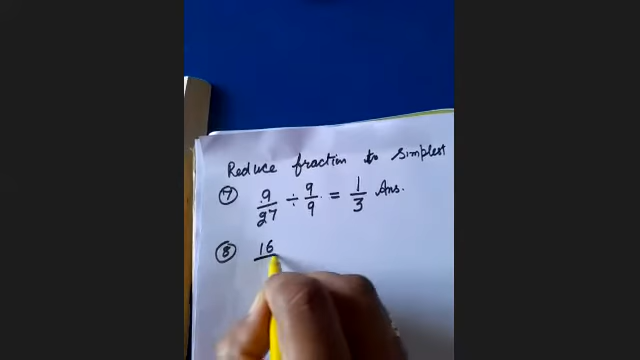 Reduce fraction to simplest
(7) 9/27 ÷ 9/9 = 1/3 Ans.
(8) 16